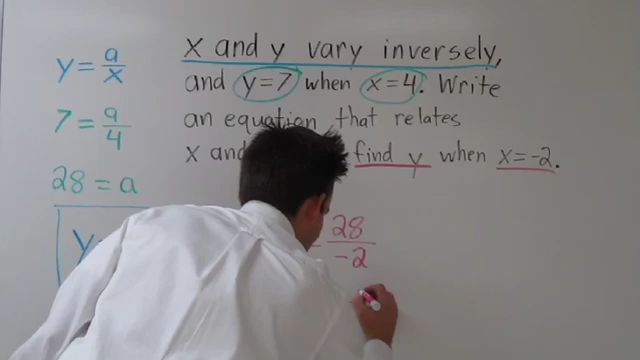 y = a/x
7 = a/4
28 = a
y
x and y vary inversely,
and y=7 when x=4. Write
an equation that relates
x and find y when x=-2.
28/-2